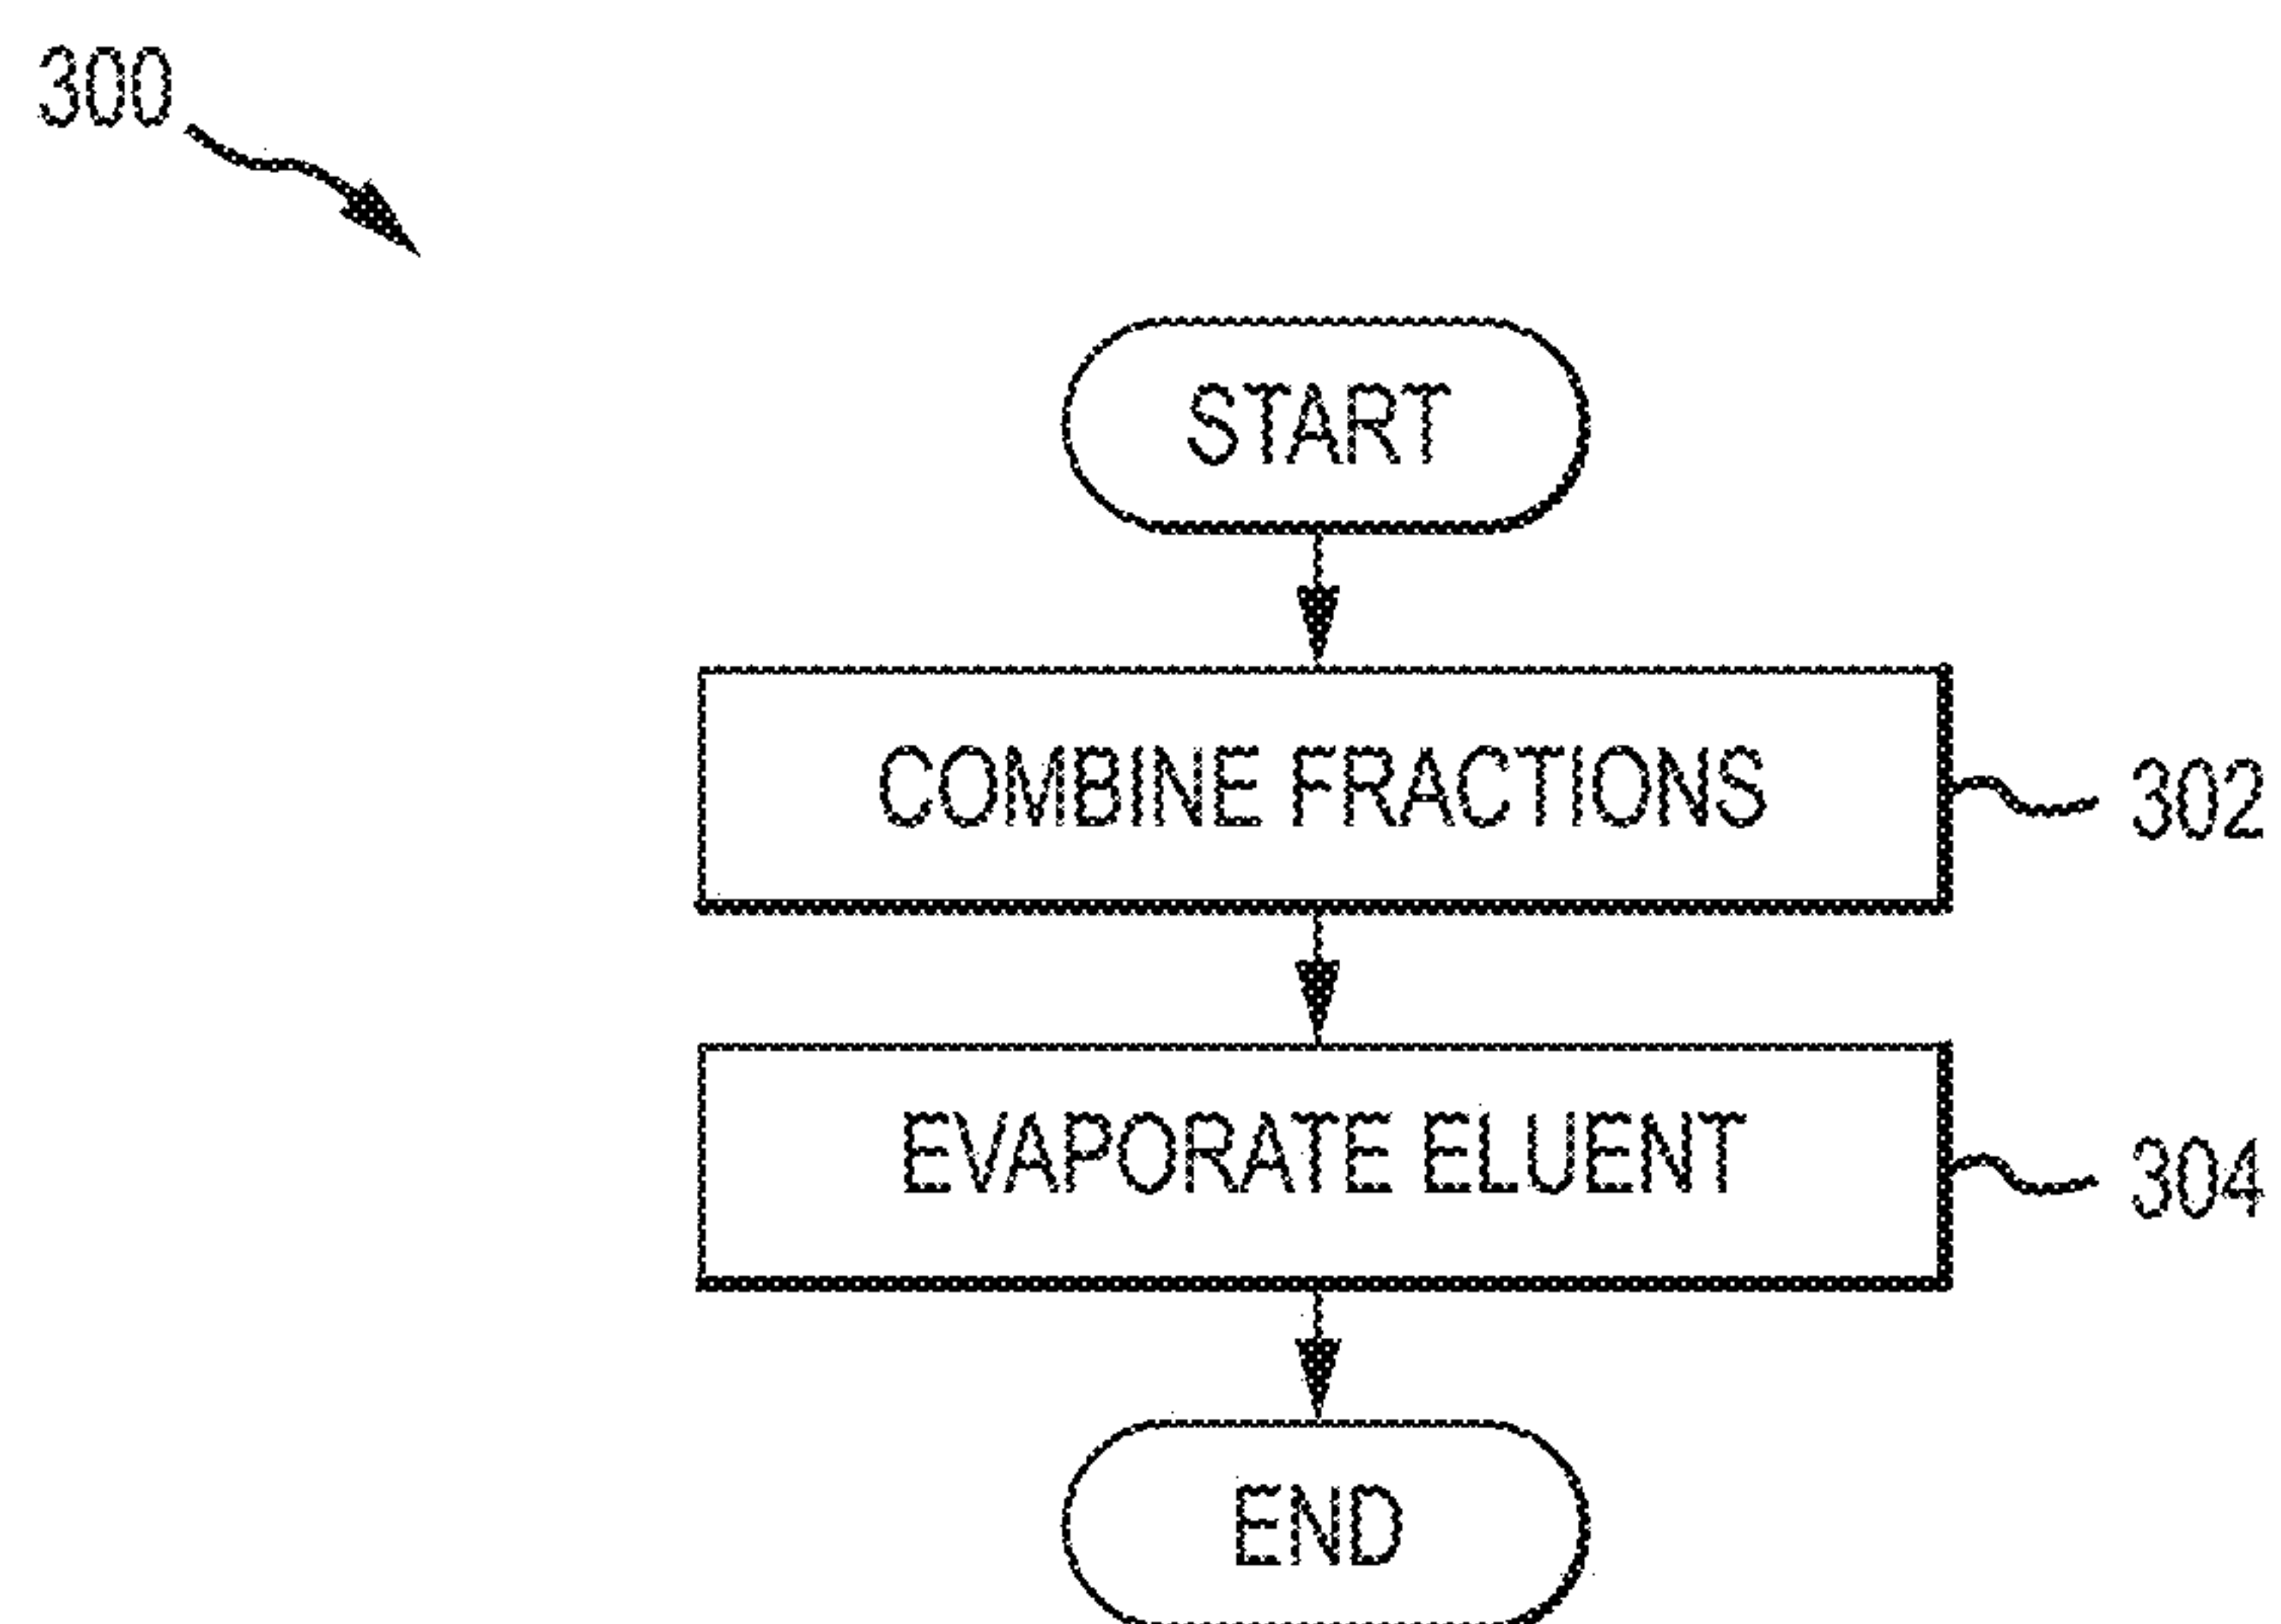 300
START
COMBINE FRACTIONS
302
EVAPORATE ELUENT
304
END